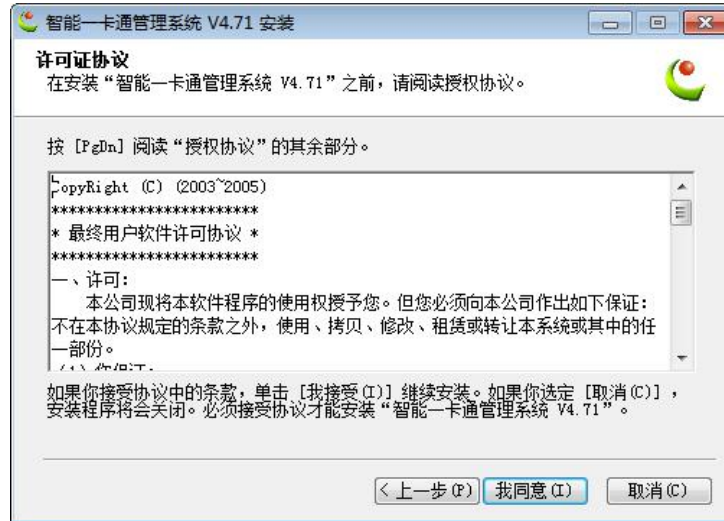 智能一卡通管理系统 V4.71 安装
许可证协议
在安装“智能一卡通管理系统 V4.71”之前，请阅读授权协议。
按 [PgDn] 阅读“授权协议”的其余部分。
CopyRight (C) (2003~2005)
************************
* 最终用户软件许可协议 *
************************
一、许可:
本公司现将本软件程序的使用权授予您。但您必须向本公司作出如下保证:
不在本协议规定的条款之外，使用、拷贝、修改、租赁或转让本系统或其中的任
一部份。
如果你接受协议中的条款，单击 [我接受(I)] 继续安装。如果你选定 [取消(C)] ，
安装程序将会关闭。必须接受协议才能安装“智能一卡通管理系统 V4.71”。
< 上一步(P) 我同意(I) 取消(C)